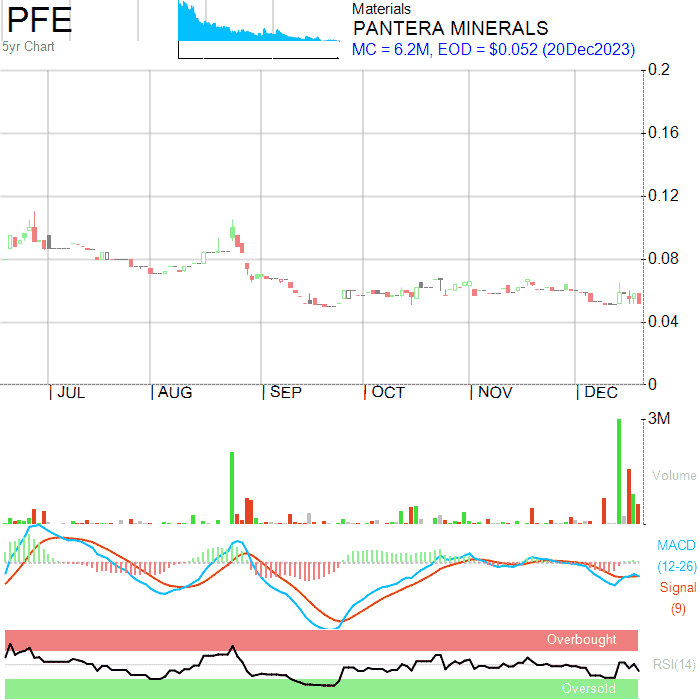 PFE
5yr Chart
Materials
PANTERA MINERALS
MC = 6.2M, EOD = $0.052 (20Dec2023)
0.2
0.16
0.12
0.08
0.04
0
JUL AUG SEP OCT NOV DEC
3M
Volume
MACD
(12-26)
Signal
(9)
Overbought
RSI(14)
Oversold